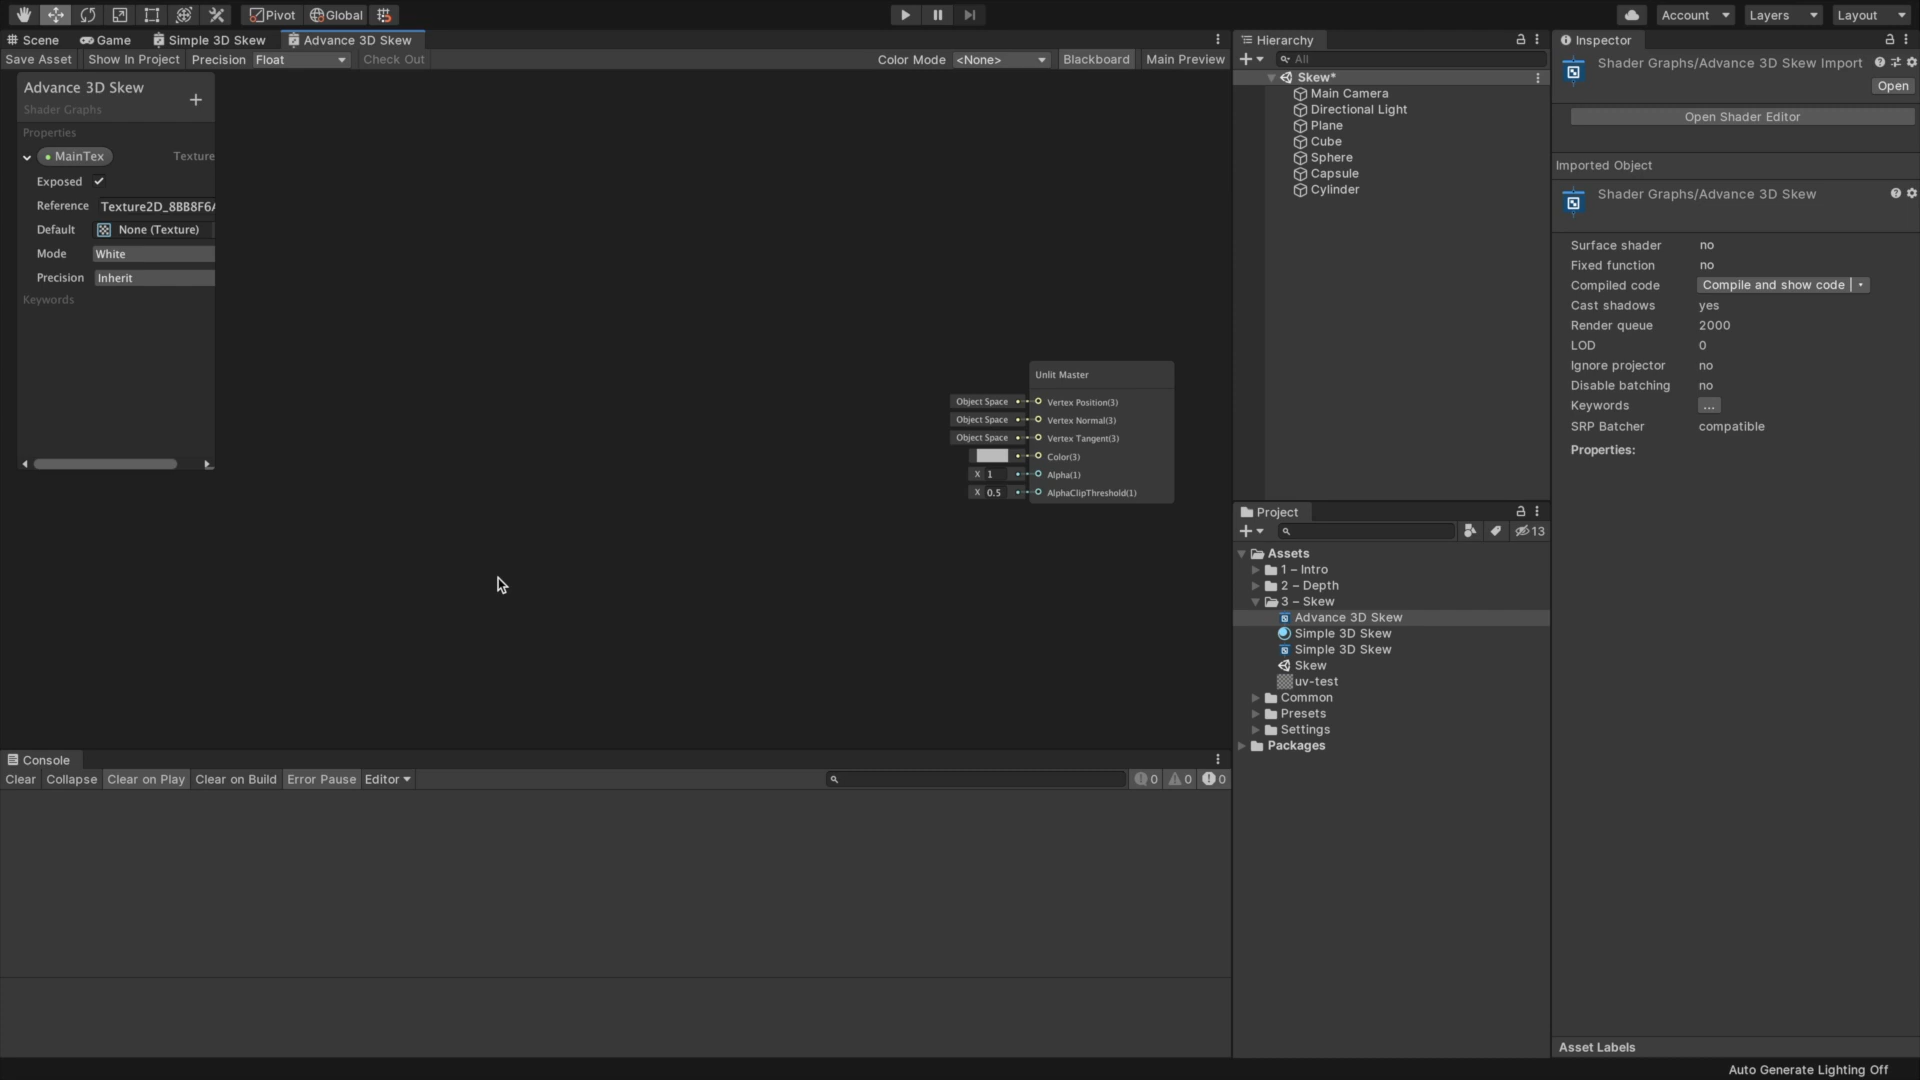 Pivot
Global
Account
Layers
Layout
Scene
Game
Simple 3D Skew
Advance 3D Skew
Save Asset
Show In Project
Precision
Float
Check Out
Color Mode
<None>
Blackboard
Main Preview
Advance 3D Skew
Shader Graphs
Properties
MainTex
Texture
Exposed
Reference
Texture2D_8BB8F6A
Default
None (Texture)
Mode
White
Precision
Inherit
Keywords
Unlit Master
Object Space
Vertex Position(3)
Object Space
Vertex Normal(3)
Object Space
Vertex Tangent(3)
Color(3)
X 1
Alpha(1)
X 0.5
AlphaClipThreshold(1)
Console
Clear
Collapse
Clear on Play
Clear on Build
Error Pause
Editor
0
0
0
Hierarchy
All
Skew*
Main Camera
Directional Light
Plane
Cube
Sphere
Capsule
Cylinder
Project
13
Assets
1 – Intro
2 – Depth
3 – Skew
Advance 3D Skew
Simple 3D Skew
Simple 3D Skew
Skew
uv-test
Common
Presets
Settings
Packages
Inspector
Shader Graphs/Advance 3D Skew Import
Open
Open Shader Editor
Imported Object
Shader Graphs/Advance 3D Skew
Surface shader no
Fixed function no
Compiled code Compile and show code |
Cast shadows yes
Render queue 2000
LOD 0
Ignore projector no
Disable batching no
Keywords ...
SRP Batcher compatible
Properties:
Asset Labels
Auto Generate Lighting Off